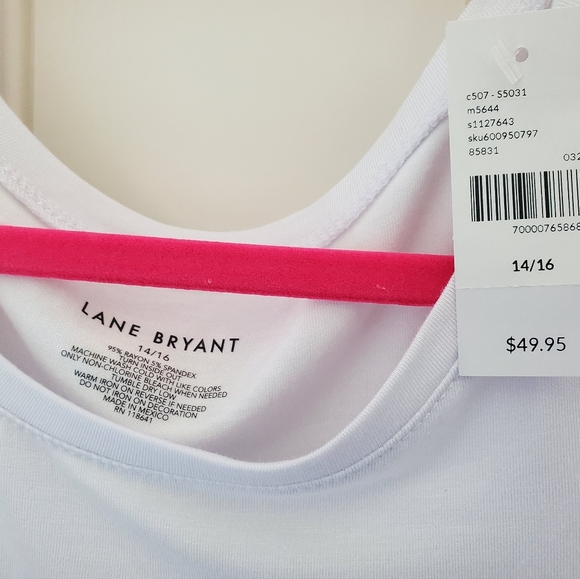 c507 - S5031
m5644
s1127643
sku600950797
85831
032
7000076586
14/16
$49.95
LANE BRYANT
14/16
95% RAYON 5% SPANDEX
TURN INSIDE OUT
MACHINE WASH COLD WITH LIKE COLORS
ONLY NON-CHLORINE BLEACH WHEN NEEDED
TUMBLE DRY LOW
WARM IRON ON REVERSE IF NEEDED
DO NOT IRON ON DECORATION
MADE IN MEXICO
RN 118641